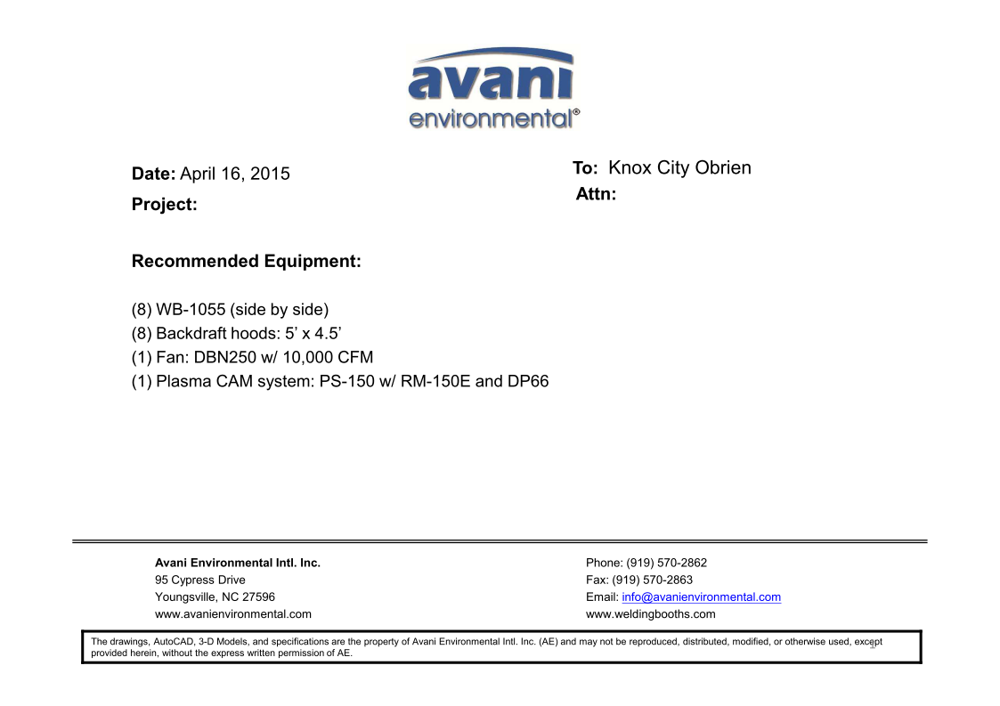 avani
environmental®
Date: April 16, 2015
To: Knox City Obrien
Attn:
Project:
Recommended Equipment:
(8) WB-1055 (side by side)
(8) Backdraft hoods: 5’ x 4.5’
(1) Fan: DBN250 w/ 10,000 CFM
(1) Plasma CAM system: PS-150 w/ RM-150E and DP66
Avani Environmental Intl. Inc.
95 Cypress Drive
Youngsville, NC 27596
www.avanienvironmental.com
Phone: (919) 570-2862
Fax: (919) 570-2863
Email: info@avanienvironmental.com
www.weldingbooths.com
The drawings, AutoCAD, 3-D Models, and specifications are the property of Avani Environmental Intl. Inc. (AE) and may not be reproduced, distributed, modified, or otherwise used, except
provided herein, without the express written permission of AE.